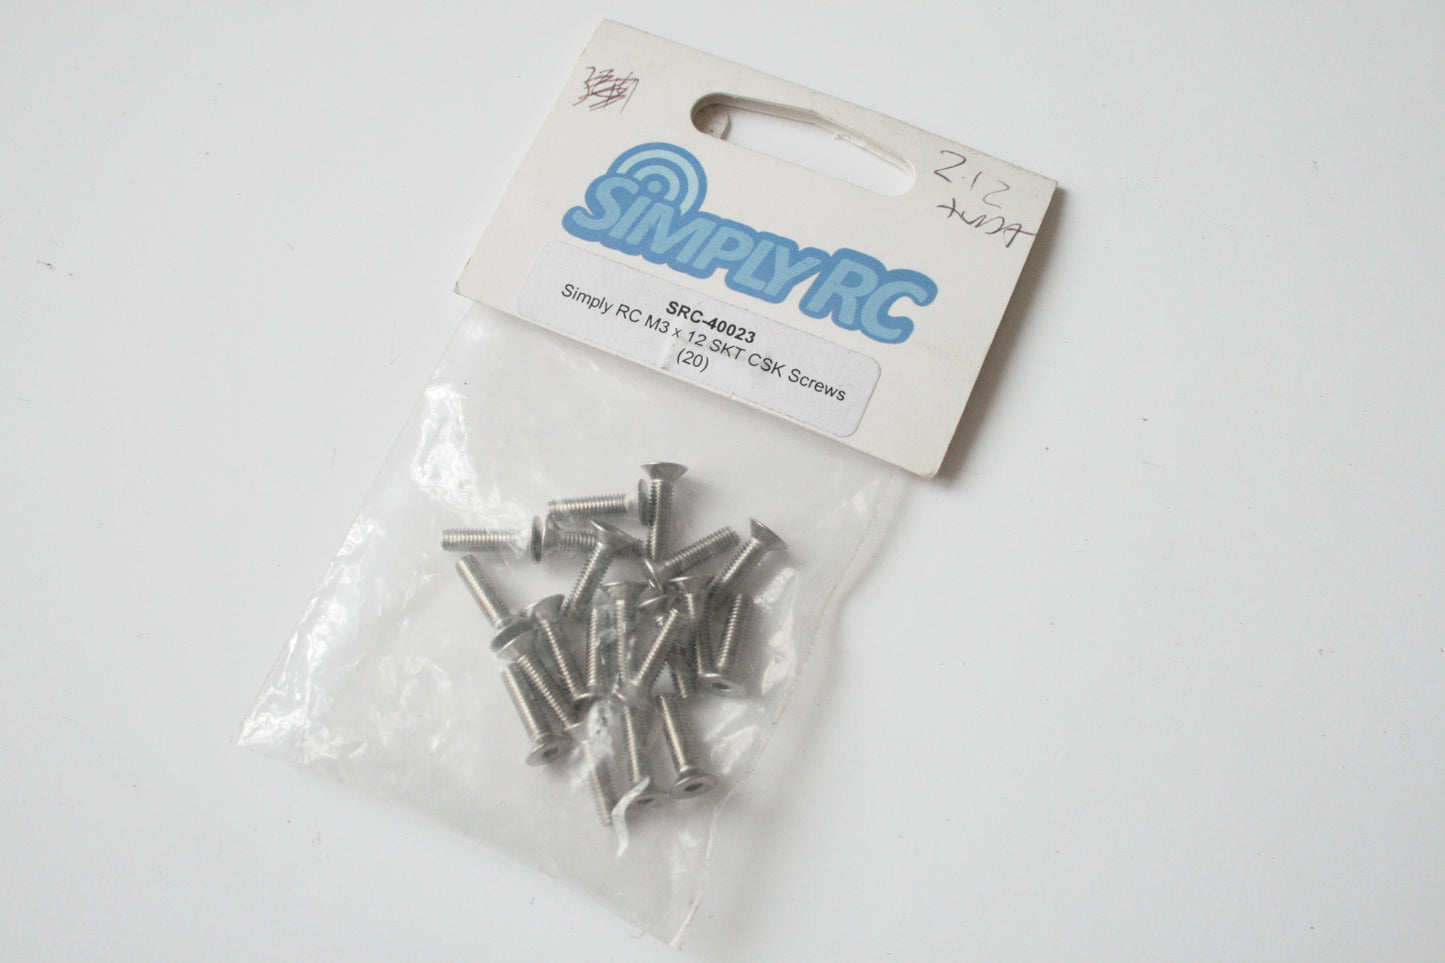 2.12
SiMPLY RC
SRC-40023
Simply RC M3 x 12 SKT CSK Screws
(20)